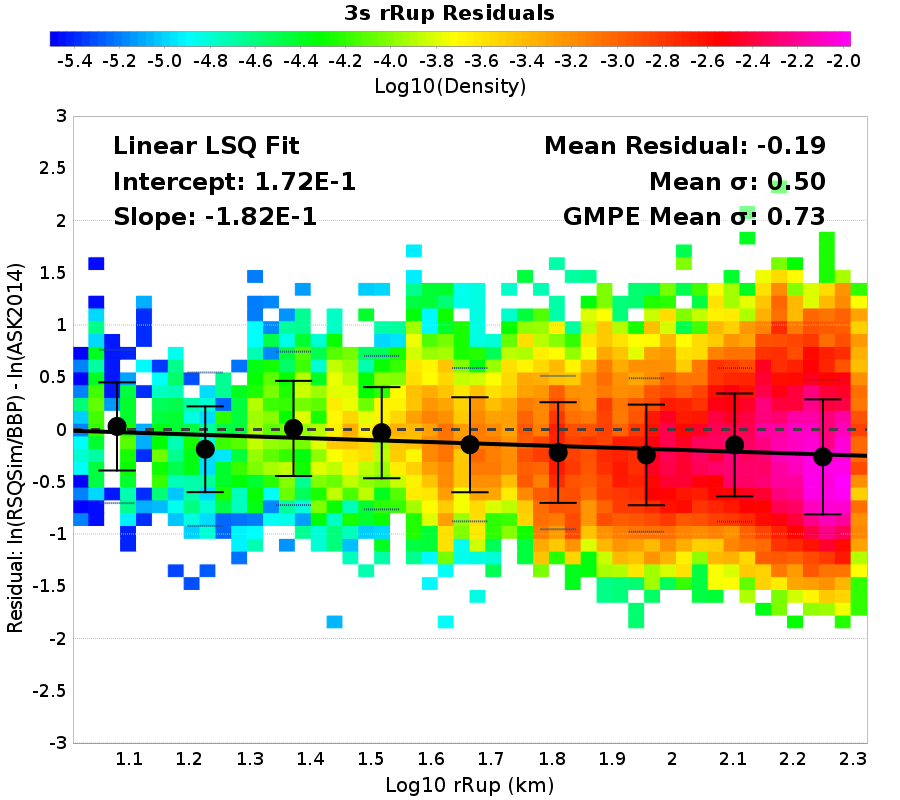 3s rRup Residuals
-5.4 -5.2 -5.0 -4.8 -4.6 -4.4 -4.2 -4.0 -3.8 -3.6 -3.4 -3.2 -3.0 -2.8 -2.6 -2.4 -2.2 -2.0
Log10(Density)
Residual: ln(RSQSim/BBP) - ln(ASK2014)
3
2.5
2
1.5
1
0.5
0
-0.5
-1
-1.5
-2
-2.5
-3
Linear LSQ Fit
Intercept: 1.72E-1
Slope: -1.82E-1
Mean Residual: -0.19
Mean σ: 0.50
GMPE Mean σ: 0.73
1.1 1.2 1.3 1.4 1.5 1.6 1.7 1.8 1.9 2 2.1 2.2 2.3
Log10 rRup (km)